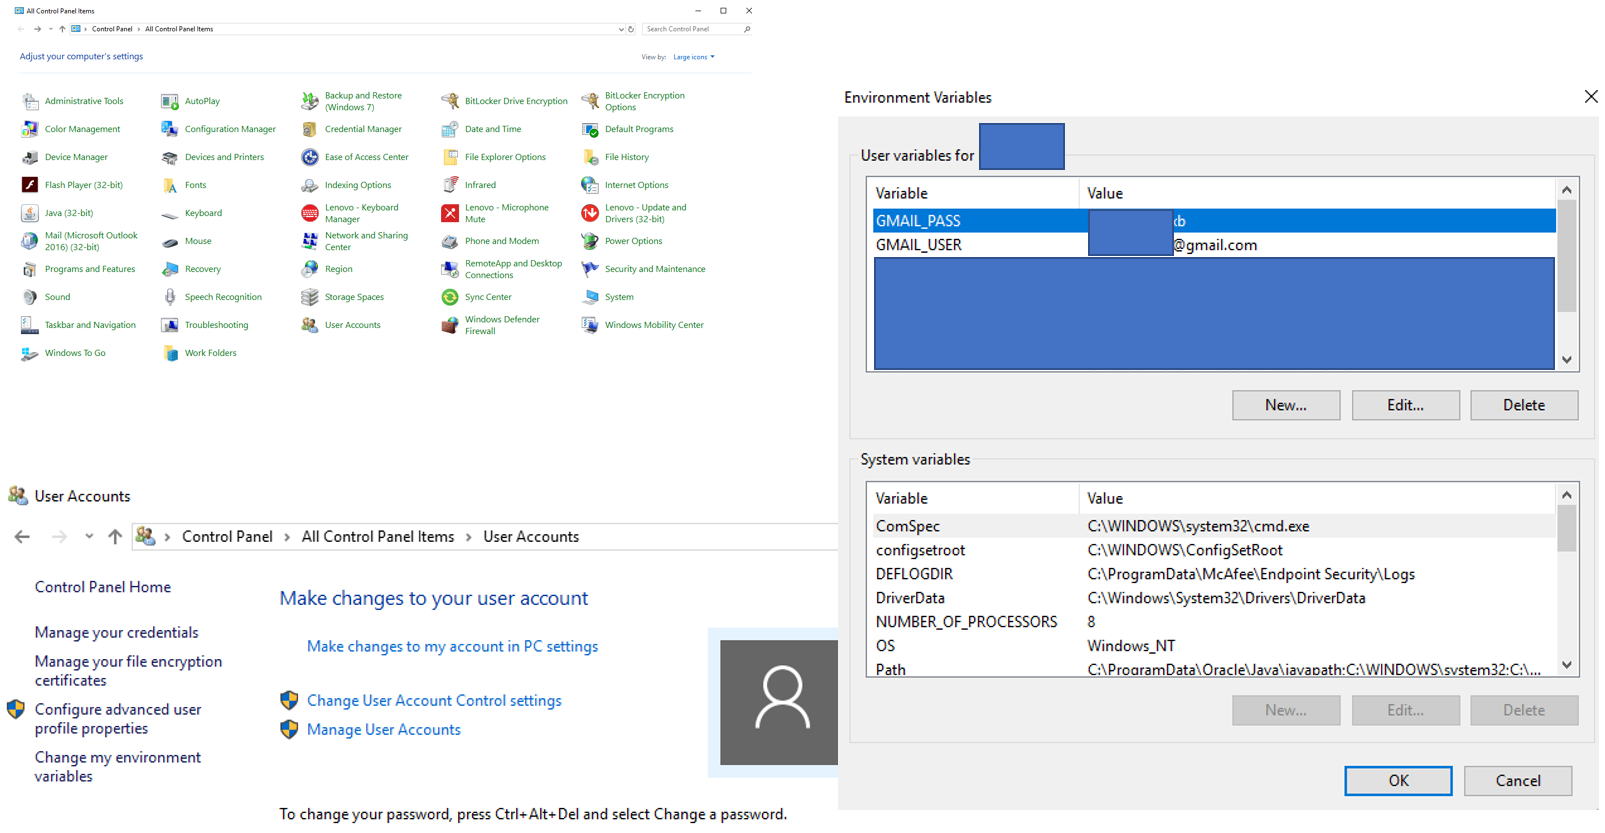 All Control Panel Items
Control Panel › All Control Panel Items
Search Control Panel
Adjust your computer's settings
View by: Large icons
Administrative Tools
AutoPlay
Backup and Restore
(Windows 7)
BitLocker Drive Encryption
BitLocker Encryption
Options
Color Management
Configuration Manager
Credential Manager
Date and Time
Default Programs
Device Manager
Devices and Printers
Ease of Access Center
File Explorer Options
File History
Flash Player (32-bit)
Fonts
Indexing Options
Infrared
Internet Options
Java (32-bit)
Keyboard
Lenovo - Keyboard
Manager
Lenovo - Microphone
Mute
Lenovo - Update and
Drivers (32-bit)
Mail (Microsoft Outlook
2016) (32-bit)
Mouse
Network and Sharing
Center
Phone and Modem
Power Options
Programs and Features
Recovery
Region
RemoteApp and Desktop
Connections
Security and Maintenance
Sound
Speech Recognition
Storage Spaces
Sync Center
System
Taskbar and Navigation
Troubleshooting
User Accounts
Windows Defender
Firewall
Windows Mobility Center
Windows To Go
Work Folders
User Accounts
Control Panel › All Control Panel Items › User Accounts
Control Panel Home
Manage your credentials
Manage your file encryption
certificates
Configure advanced user
profile properties
Change my environment
variables
Make changes to your user account
Make changes to my account in PC settings
Change User Account Control settings
Manage User Accounts
To change your password, press Ctrl+Alt+Del and select Change a password.
Environment Variables
User variables for
Variable Value
GMAIL_PASS xb
GMAIL_USER @gmail.com
New... Edit... Delete
System variables
Variable Value
ComSpec C:\WINDOWS\system32\cmd.exe
configsetroot C:\WINDOWS\ConfigSetRoot
DEFLOGDIR C:\ProgramData\McAfee\Endpoint Security\Logs
DriverData C:\Windows\System32\Drivers\DriverData
NUMBER_OF_PROCESSORS 8
OS Windows_NT
Path C:\ProgramData\Oracle\Java\javapath;C:\WINDOWS\system32;C:\...
New... Edit... Delete
OK Cancel